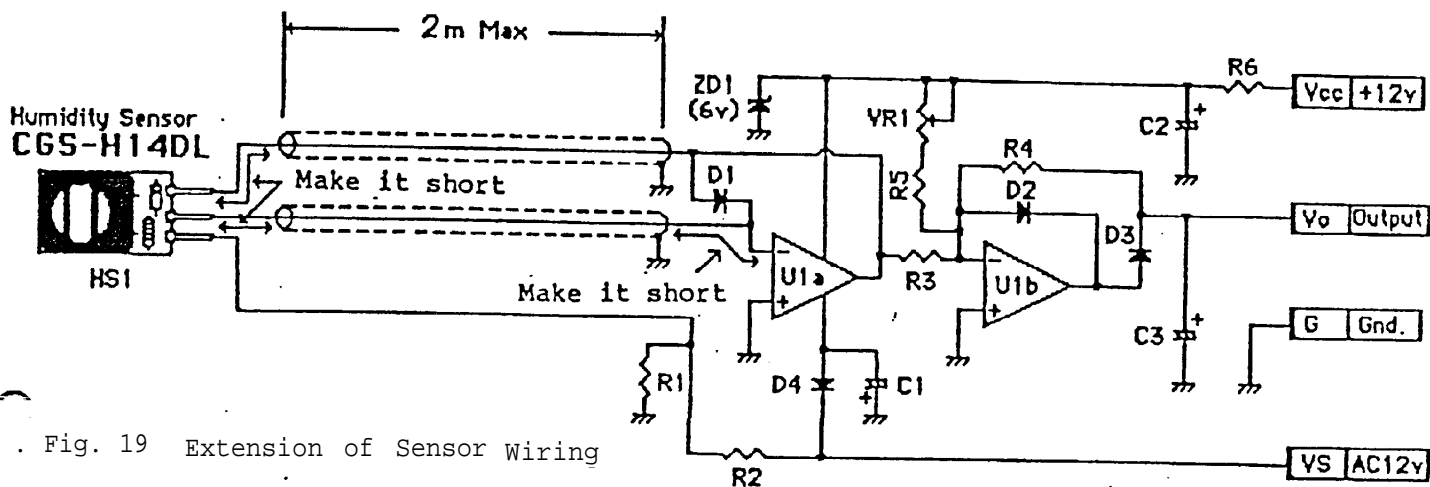 2m Max
Humidity Sensor
CGS-H14DL
HS1
Make it short
Make it short
ZD1
(6v)
VR1
R5
R4
D2
D1
U1a
R3
U1b
D3
C2
R6
Vcc +12v
Vo Output
C3
G Gnd.
R1
D4
C1
R2
VS AC12v
. Fig. 19 Extension of Sensor Wiring